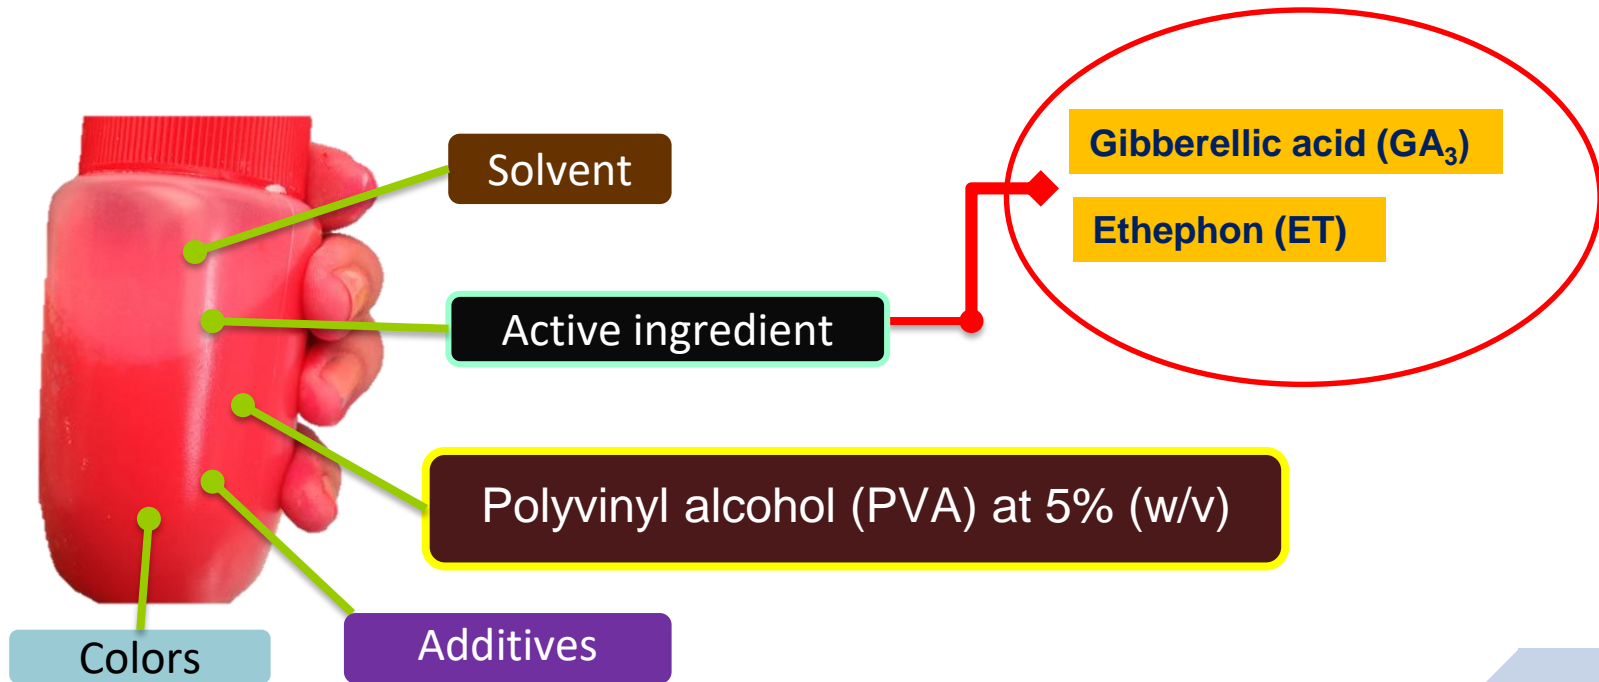 Solvent
Gibberellic acid (GA₃)
Ethephon (ET)
Active ingredient
Polyvinyl alcohol (PVA) at 5% (w/v)
Colors
Additives